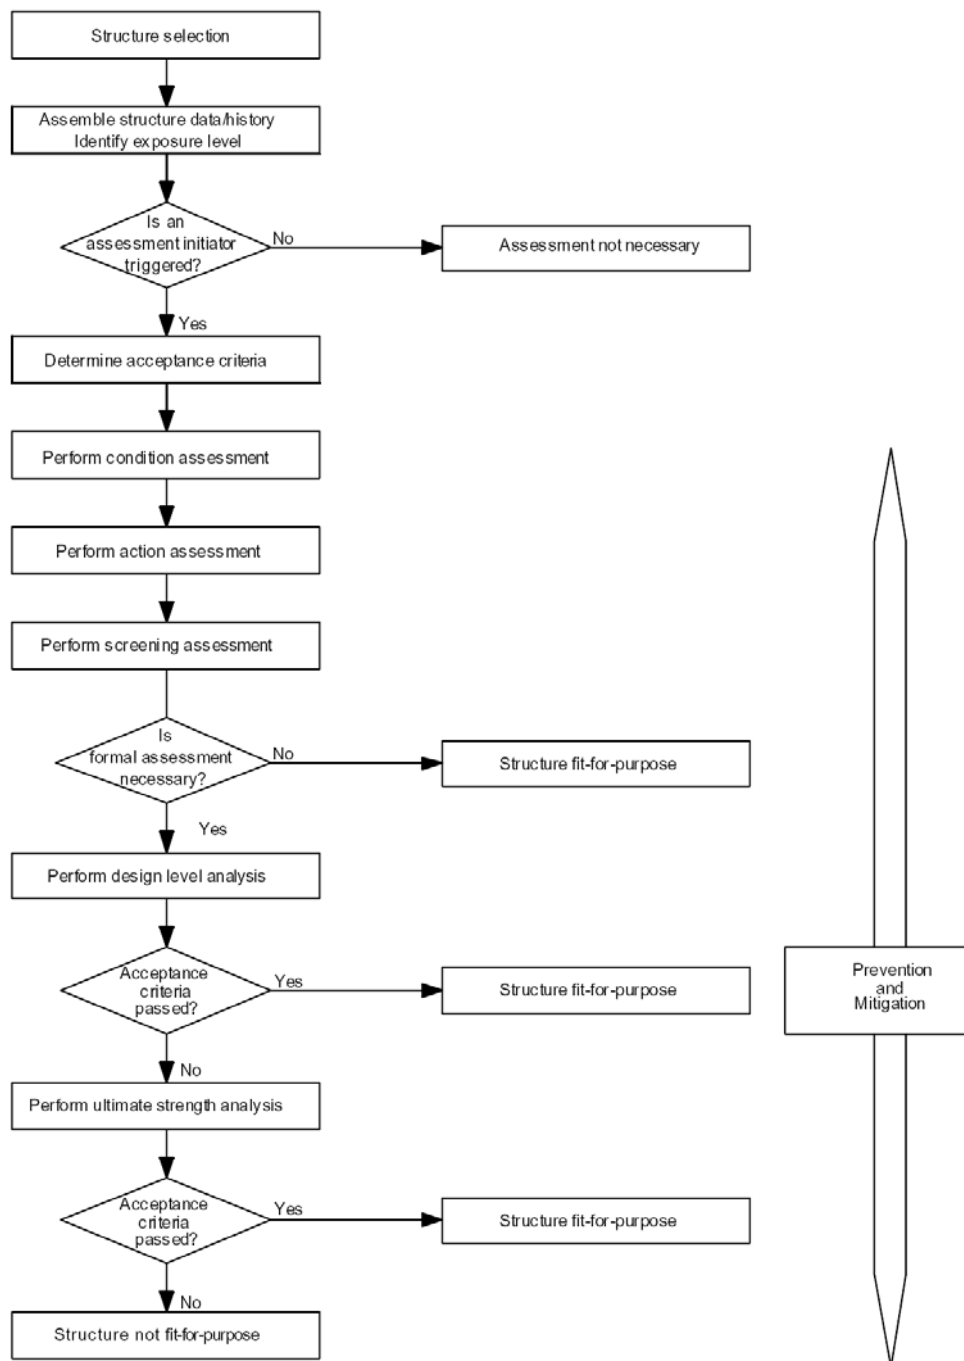 Structure selection
Assemble structure data/history
Identify exposure level
Is an
assessment initiator
triggered?
No
Assessment not necessary
Yes
Determine acceptance criteria
Perform condition assessment
Perform action assessment
Perform screening assessment
Is
formal assessment
necessary?
No
Structure fit-for-purpose
Yes
Perform design level analysis
Acceptance
criteria
passed?
Yes
Structure fit-for-purpose
Prevention
and
Mitigation
No
Perform ultimate strength analysis
Acceptance
criteria
passed?
Yes
Structure fit-for-purpose
No
Structure not fit-for-purpose